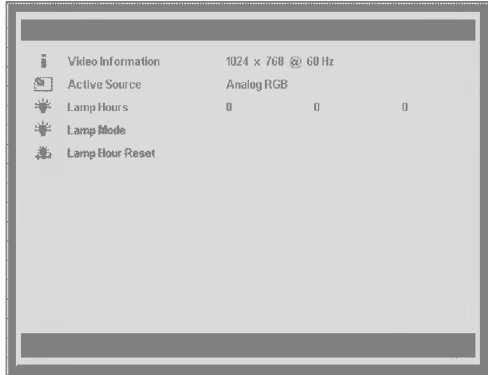 Video Information 1024 x 768 @ 60 Hz
Active Source Analog RGB
Lamp Hours 0 0 0
Lamp Mode
Lamp Hour Reset